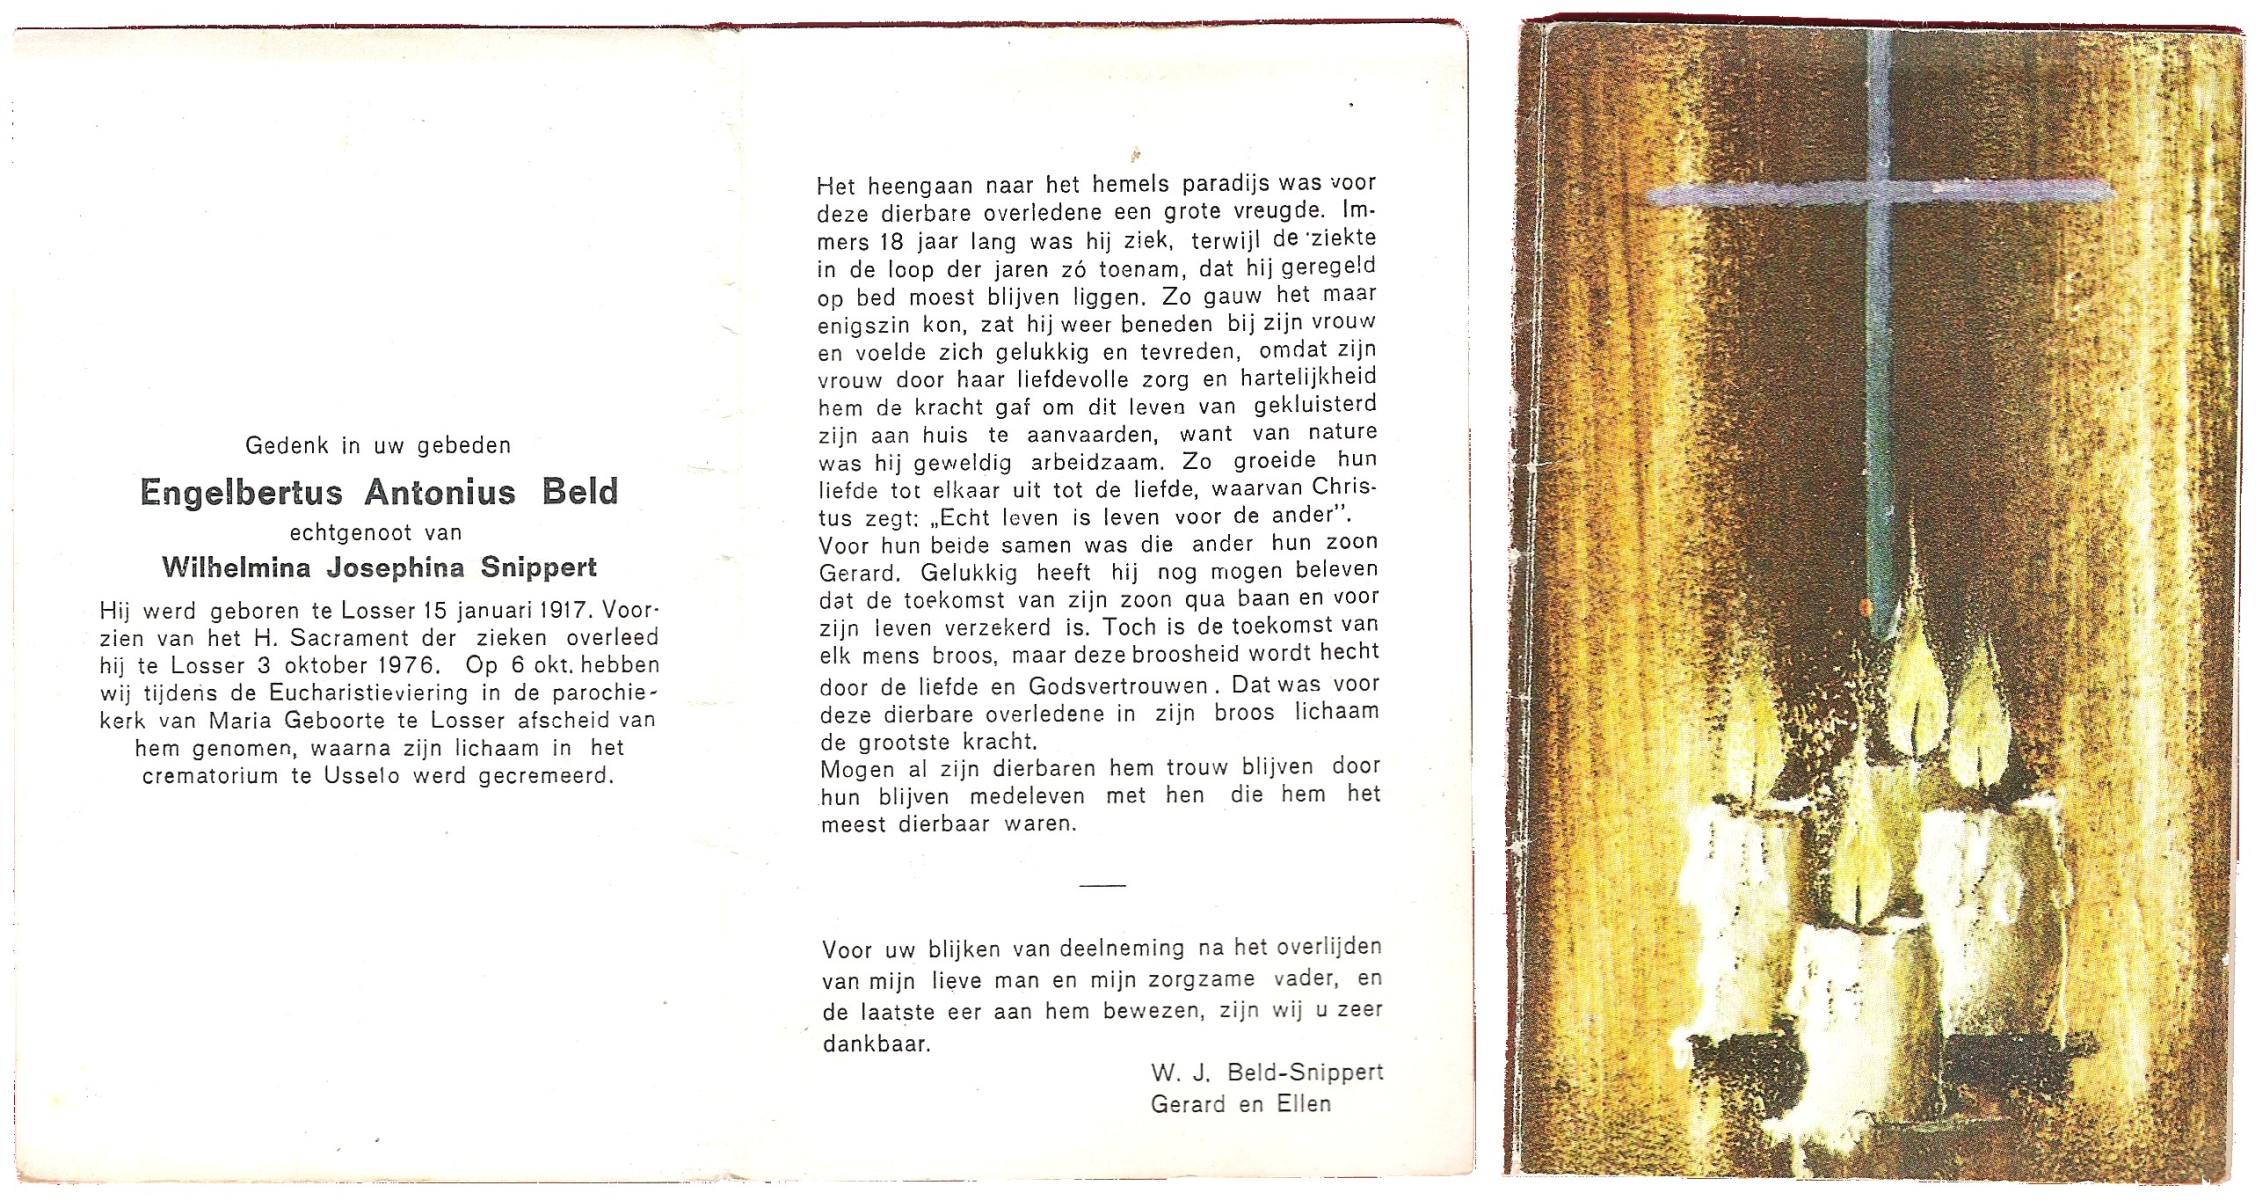 Gedenk in uw gebeden
Engelbertus Antonius Beld
echtgenoot van
Wilhelmina Josephina Snippert
Hij werd geboren te Losser 15 januari 1917. Voor-
zien van het H. Sacrament der zieken overleed
hij te Losser 3 oktober 1976. Op 6 okt. hebben
wij tijdens de Eucharistieviering in de parochie-
kerk van Maria Geboorte te Losser afscheid van
hem genomen, waarna zijn lichaam in het
crematorium te Usselo werd gecremeerd.
Het heengaan naar het hemels paradijs was voor
deze dierbare overledene een grote vreugde. Im-
mers 18 jaar lang was hij ziek, terwijl de ziekte
in de loop der jaren zó toenam, dat hij geregeld
op bed moest blijven liggen. Zo gauw het maar
enigszin kon, zat hij weer beneden bij zijn vrouw
en voelde zich gelukkig en tevreden, omdat zijn
vrouw door haar liefdevolle zorg en hartelijkheid
hem de kracht gaf om dit leven van gekluisterd
zijn aan huis te aanvaarden, want van nature
was hij geweldig arbeidzaam. Zo groeide hun
liefde tot elkaar uit tot de liefde, waarvan Chris-
tus zegt: „Echt leven is leven voor de ander”.
Voor hun beide samen was die ander hun zoon
Gerard. Gelukkig heeft hij nog mogen beleven
dat de toekomst van zijn zoon qua baan en voor
zijn leven verzekerd is. Toch is de toekomst van
elk mens broos, maar deze broosheid wordt hecht
door de liefde en Godsvertrouwen. Dat was voor
deze dierbare overledene in zijn broos lichaam
de grootste kracht.
Mogen al zijn dierbaren hem trouw blijven door
hun blijven medeleven met hen die hem het
meest dierbaar waren.
Voor uw blijken van deelneming na het overlijden
van mijn lieve man en mijn zorgzame vader, en
de laatste eer aan hem bewezen, zijn wij u zeer
dankbaar.
W. J. Beld-Snippert
Gerard en Ellen